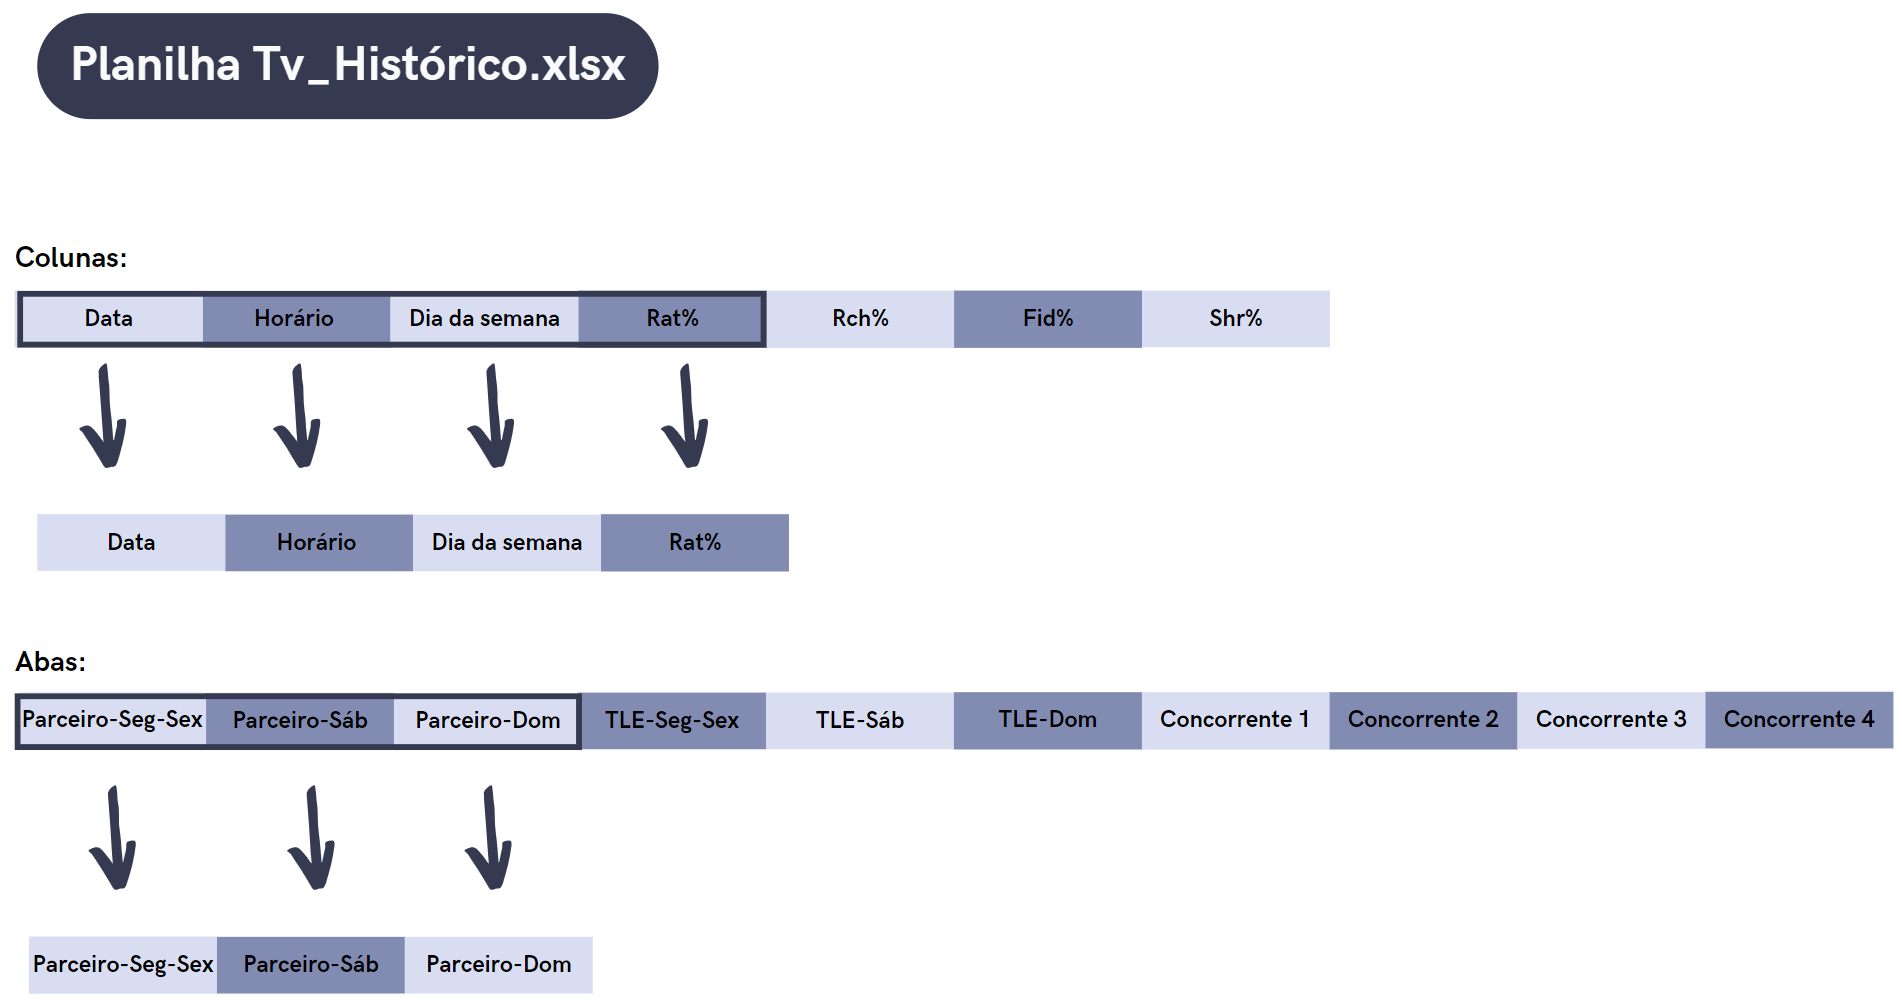 Planilha Tv_Histórico.xlsx
Colunas:
Data Horário Dia da semana Rat% Rch% Fid% Shr%
Data Horário Dia da semana Rat%
Abas:
Parceiro-Seg-Sex Parceiro-Sáb Parceiro-Dom TLE-Seg-Sex TLE-Sáb TLE-Dom Concorrente 1 Concorrente 2 Concorrente 3 Concorrente 4
Parceiro-Seg-Sex Parceiro-Sáb Parceiro-Dom